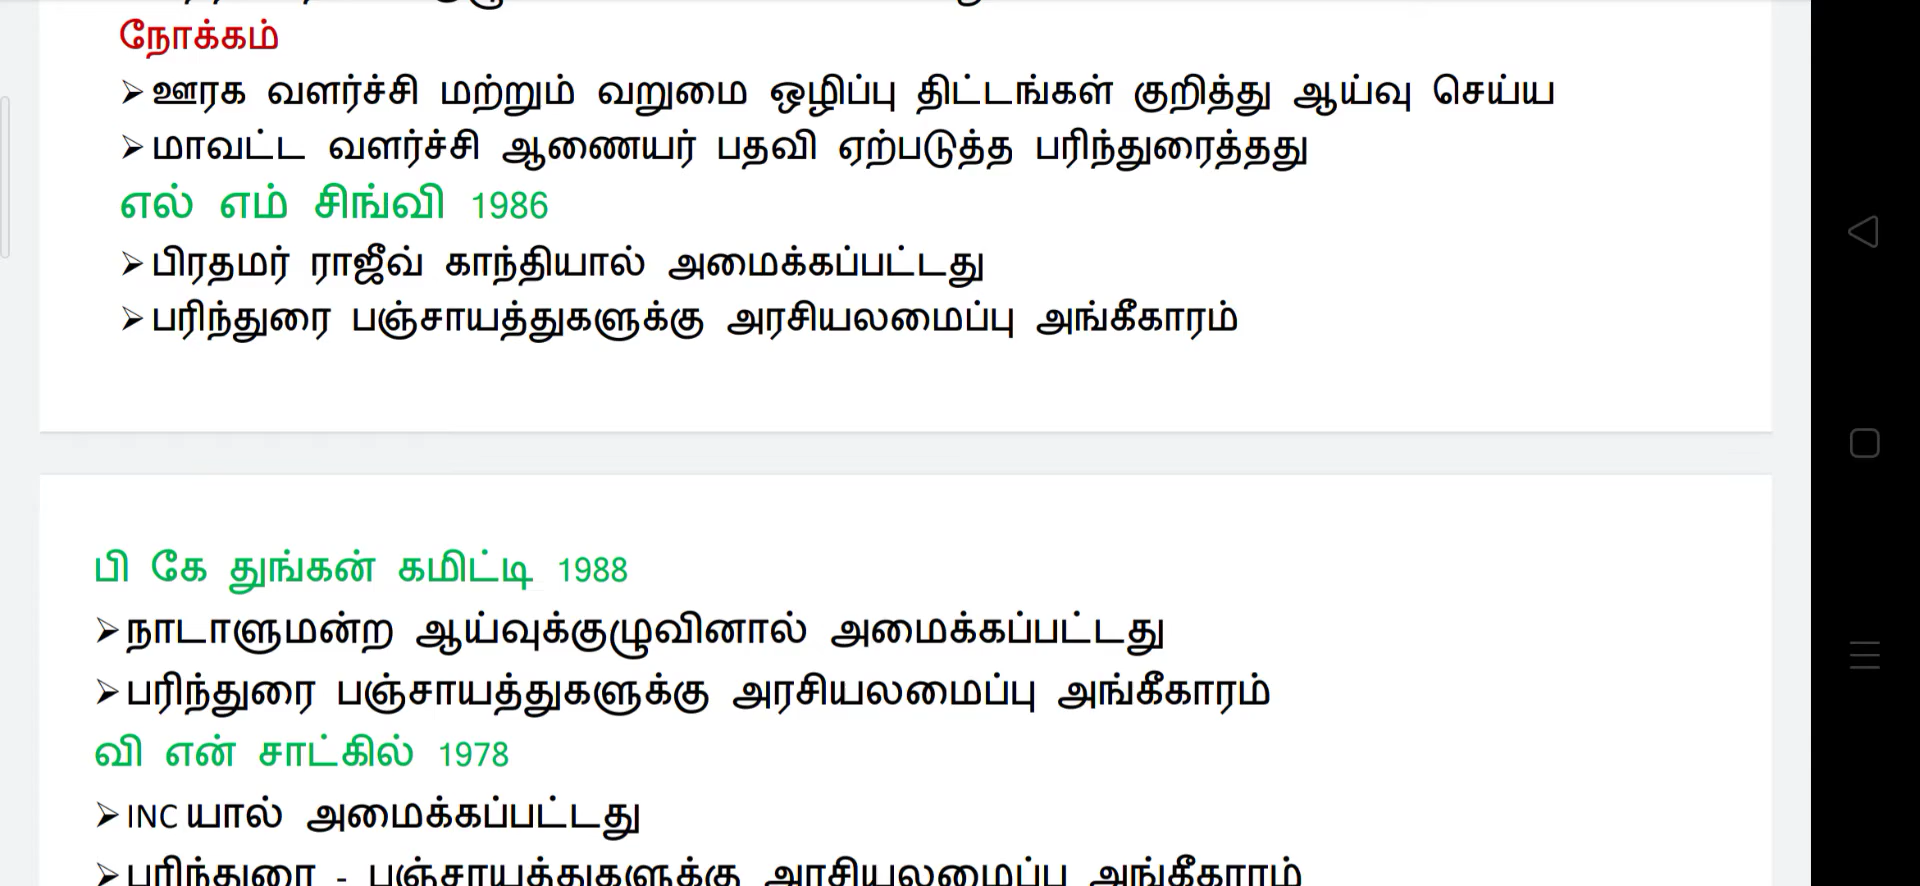 நோக்கம்
➢ ஊரக வளர்ச்சி மற்றும் வறுமை ஒழிப்பு திட்டங்கள் குறித்து ஆய்வு செய்ய
➢ மாவட்ட வளர்ச்சி ஆணையர் பதவி ஏற்படுத்த பரிந்துரைத்தது
எல் எம் சிங்வி 1986
➢ பிரதமர் ராஜீவ் காந்தியால் அமைக்கப்பட்டது
➢ பரிந்துரை பஞ்சாயத்துகளுக்கு அரசியலமைப்பு அங்கீகாரம்
பி கே துங்கன் கமிட்டி 1988
➢ நாடாளுமன்ற ஆய்வுக்குழுவினால் அமைக்கப்பட்டது
➢ பரிந்துரை பஞ்சாயத்துகளுக்கு அரசியலமைப்பு அங்கீகாரம்
வி என் சாட்கில் 1978
➢ INC யால் அமைக்கப்பட்டது
➢ பரிந்துரை - பஞ்சாயத்துகளுக்கு அரசியலமைப்பு அங்கீகாரம்